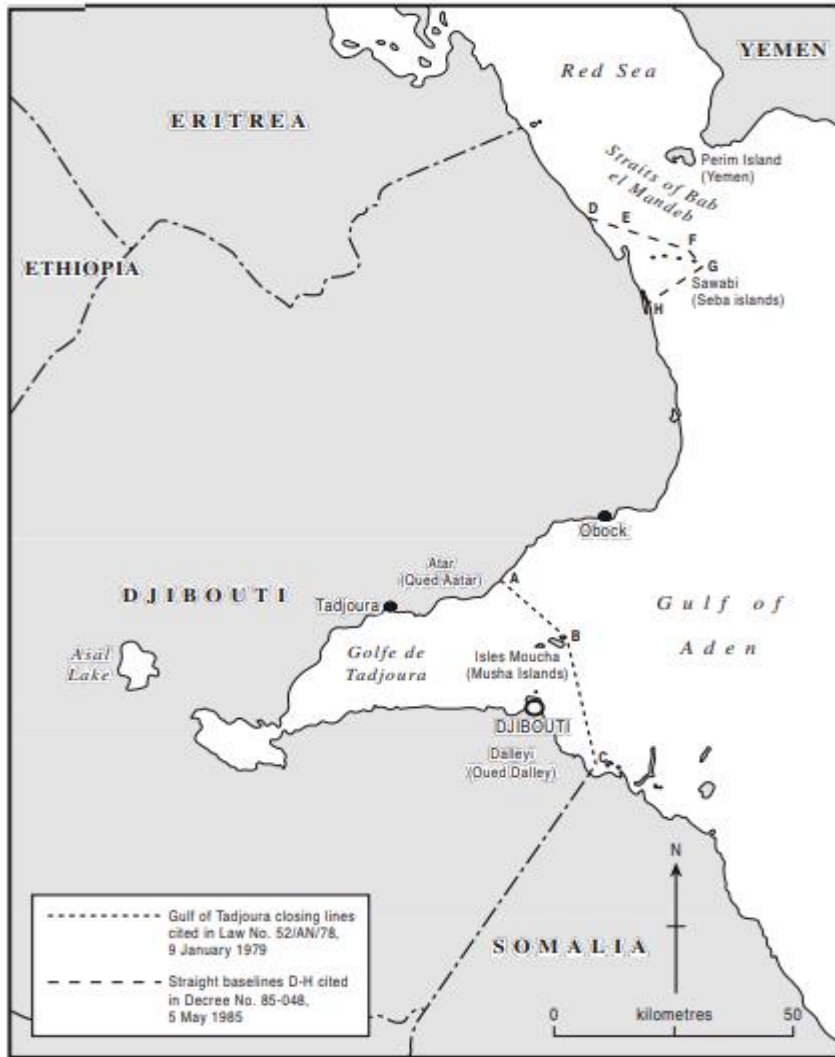 YEMEN
Red Sea
ERITREA
Perim Island
(Yemen)
Straits of Bab
el Mandeb
D
E
F
G
ETHIOPIA
Sawabi
(Seba islands)
H
Obock
Atar
(Qued Aatar)
A
DJIBOUTI
Tadjoura
Gulf of
Aden
B
Asal
Lake
Golfe de
Tadjoura
Isles Moucha
(Musha Islands)
DJIBOUTI
Dalleyi
(Oued Dalley)
C
N
Gulf of Tadjoura closing lines
cited in Law No. 52/AN/78,
9 January 1979
Straight baselines D-H cited
in Decree No. 85-048,
5 May 1985
SOMALIA
0 kilometres 50